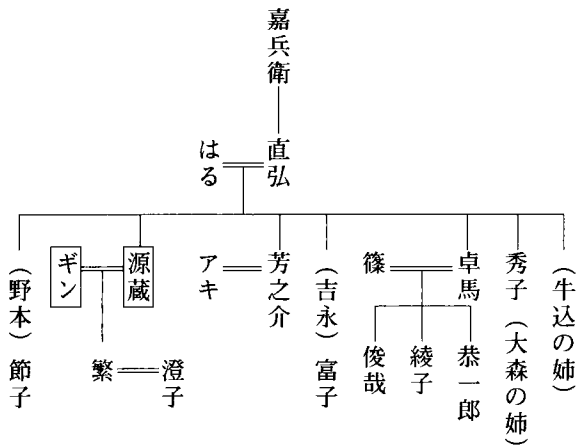 嘉兵衛
直弘
はる
(牛込の姉)
秀子(大森の姉)
卓馬
篠
(吉永)富子
芳之介
アキ
源蔵
ギン
(野本)節子
恭一郎
綾子
俊哉
澄子
繁